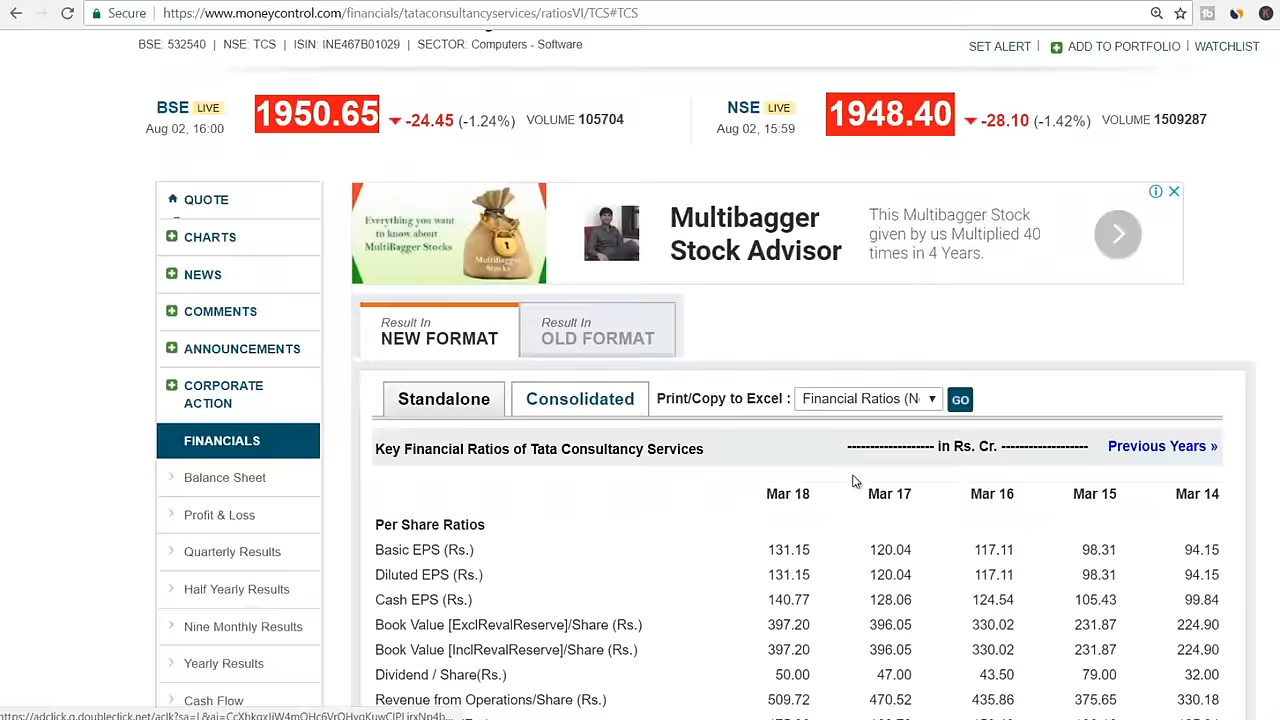 Secure
https://www.moneycontrol.com/financials/tataconsultancyservices/ratiosVI/TCS#TCS
BSE: 532540 | NSE: TCS | ISIN: INE467B01029 | SECTOR: Computers - Software
SET ALERT | ADD TO PORTFOLIO | WATCHLIST
BSE LIVE
Aug 02, 16:00
1950.65
-24.45 (-1.24%) VOLUME 105704
NSE LIVE
Aug 02, 15:59
1948.40
-28.10 (-1.42%) VOLUME 1509287
QUOTE
CHARTS
NEWS
COMMENTS
ANNOUNCEMENTS
CORPORATE
ACTION
FINANCIALS
Balance Sheet
Profit & Loss
Quarterly Results
Half Yearly Results
Nine Monthly Results
Yearly Results
Cash Flow
Everything you want
to know about
MultiBagger Stocks
MultiBagger
Stocks
Multibagger
Stock Advisor
This Multibagger Stock
given by us Multiplied 40
times in 4 Years.
Result In
NEW FORMAT
Result In
OLD FORMAT
Standalone
Consolidated
Print/Copy to Excel :
Financial Ratios (N
GO
Key Financial Ratios of Tata Consultancy Services
------------------- in Rs. Cr. -------------------
Previous Years »
Mar 18 Mar 17 Mar 16 Mar 15 Mar 14
Per Share Ratios
Basic EPS (Rs.) 131.15 120.04 117.11 98.31 94.15
Diluted EPS (Rs.) 131.15 120.04 117.11 98.31 94.15
Cash EPS (Rs.) 140.77 128.06 124.54 105.43 99.84
Book Value [ExclRevalReserve]/Share (Rs.) 397.20 396.05 330.02 231.87 224.90
Book Value [InclRevalReserve]/Share (Rs.) 397.20 396.05 330.02 231.87 224.90
Dividend / Share(Rs.) 50.00 47.00 43.50 79.00 32.00
Revenue from Operations/Share (Rs.) 509.72 470.52 435.86 375.65 330.18